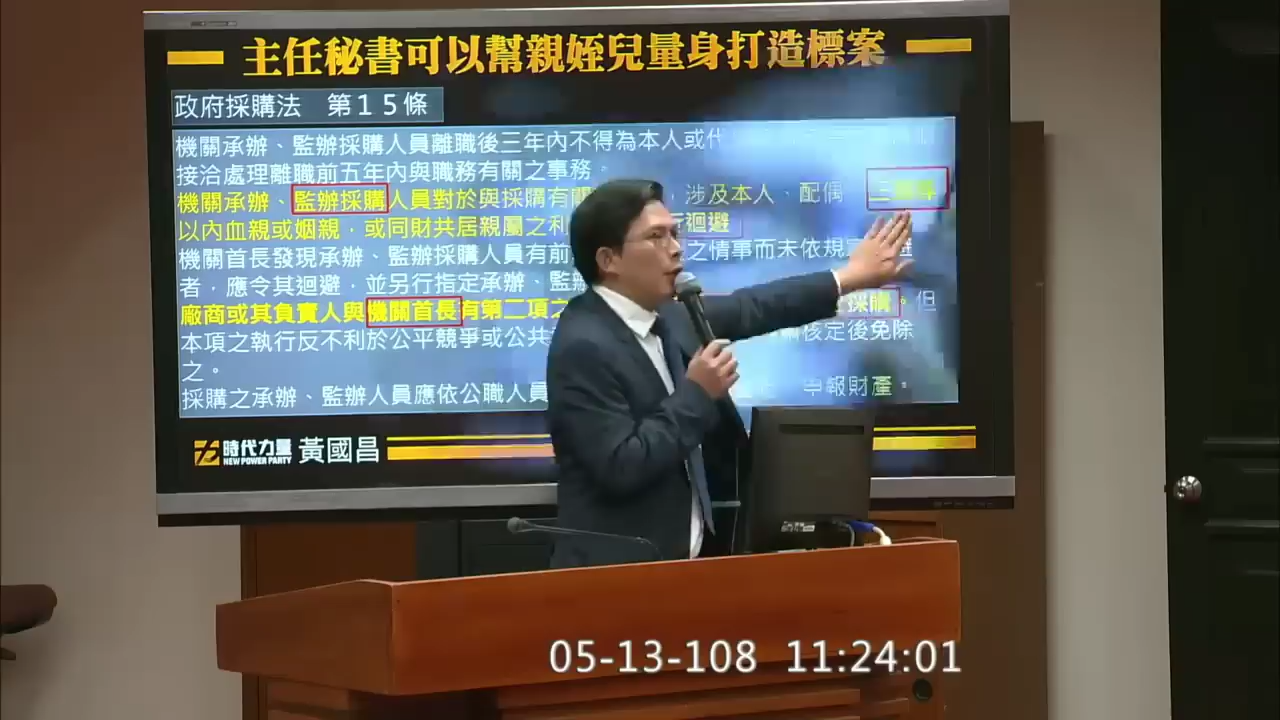 主任秘書可以幫親姪兒量身打造標案
政府採購法 第15條
機關承辦、監辦採購人員離職後三年內不得為本人或代
接洽處理離職前五年內與職務有關之事務。
機關承辦、監辦採購人員對於與採購有關 涉及本人、配偶
以內血親或姻親,或同財共居親屬之利 行迴避
機關首長發現承辦、監辦採購人員有前 之情事而未依規定迴避
者,應令其迴避,並另行指定承辦、監辦
廠商或其負責人與機關首長有第二項之 採購。但
本項之執行反不利於公平競爭或公共 核定後免除
之。
採購之承辦、監辦人員應依公職人員 申報財產。
時代力量 黃國昌
NEW POWER PARTY
05-13-108 11:24:01